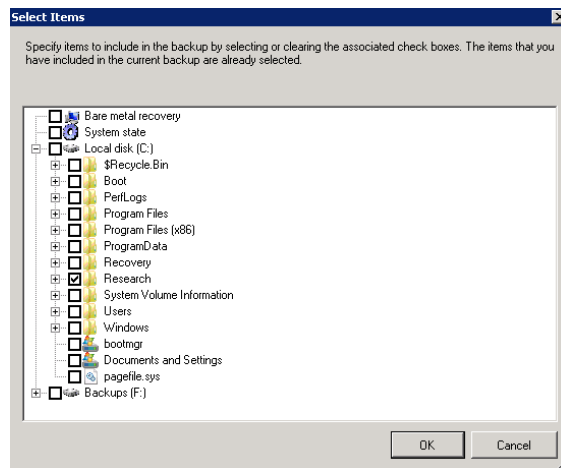 Select Items
Specify items to include in the backup by selecting or clearing the associated check boxes. The items that you
have included in the current backup are already selected.
Bare metal recovery
System state
Local disk (C:)
$Recycle.Bin
Boot
PerfLogs
Program Files
Program Files (x86)
ProgramData
Recovery
Research
System Volume Information
Users
Windows
bootmgr
Documents and Settings
pagefile.sys
Backups (F:)
OK
Cancel